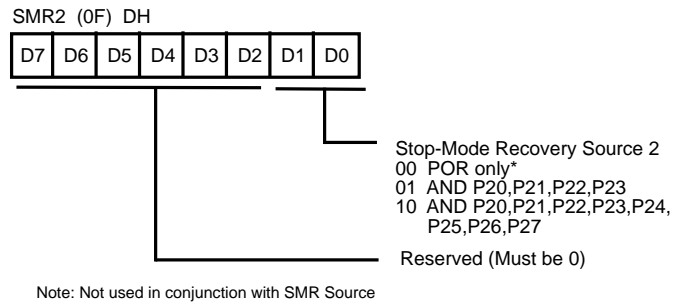 SMR2 (0F) DH
D7 D6 D5 D4 D3 D2 D1 D0
Stop-Mode Recovery Source 2
00 POR only*
01 AND P20,P21,P22,P23
10 AND P20,P21,P22,P23,P24,
P25,P26,P27
Reserved (Must be 0)
Note: Not used in conjunction with SMR Source